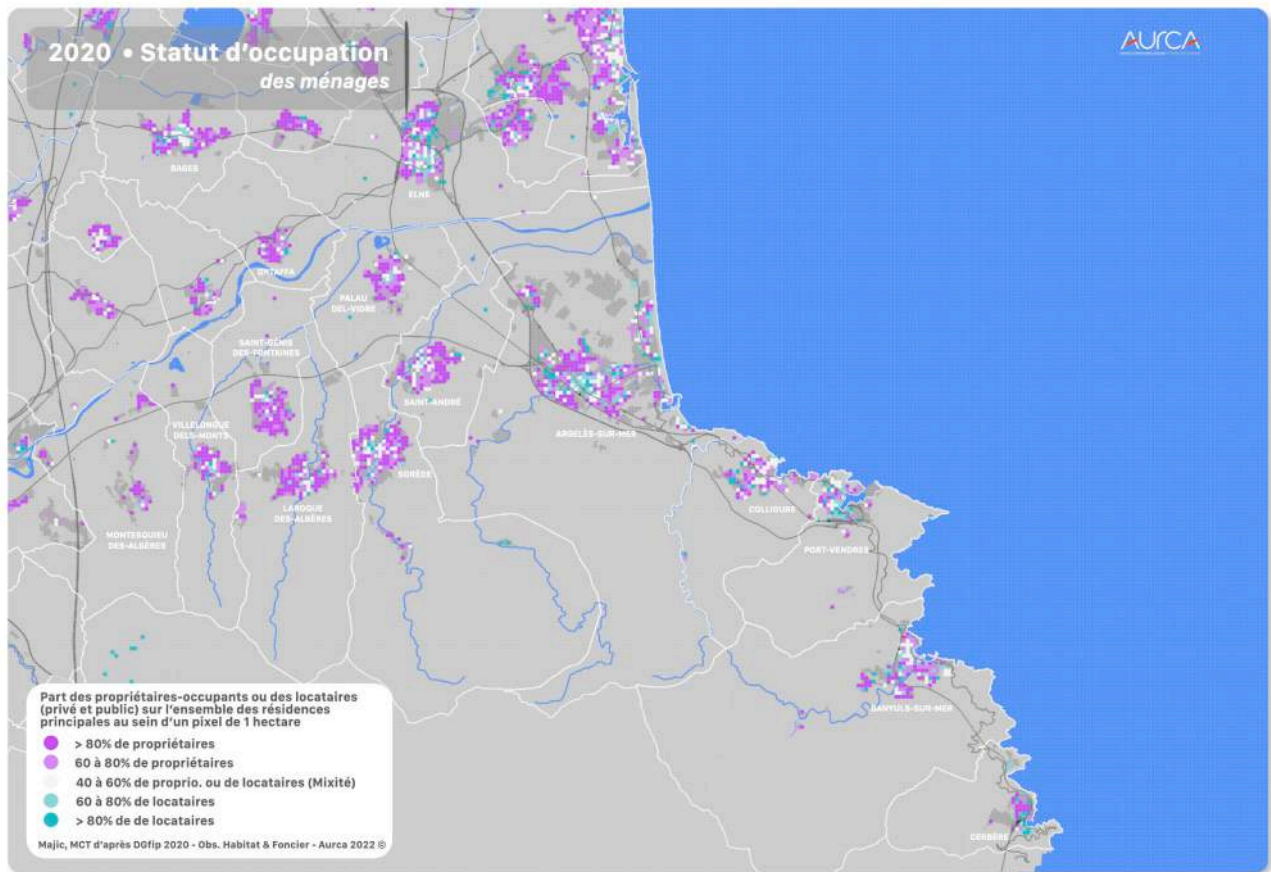 2020 • Statut d'occupation
des ménages
AURCA
BAGES
ELNE
ORTAFFA
PALAU
DEL-VIDRE
SAINT-GÉNIS
DES-FONTAINES
SAINT-ANDRÉ
VILLELONGUE
DELS-MONTS
ARGELÈS-SUR-MER
SORÈDE
COLLIOURE
LAROQUE
DES-ALBÈRES
MONTESQUIEU
DES-ALBÈRES
PORT-VENDRES
BANYULS-SUR-MER
CERBÈRE
Part des propriétaires-occupants ou des locataires
(privé et public) sur l'ensemble des résidences
principales au sein d'un pixel de 1 hectare
> 80% de propriétaires
60 à 80% de propriétaires
40 à 60% de proprio. ou de locataires (Mixité)
60 à 80% de locataires
> 80% de de locataires
Majic, MCT d'après DGfip 2020 - Obs. Habitat & Foncier - Aurca 2022 ©